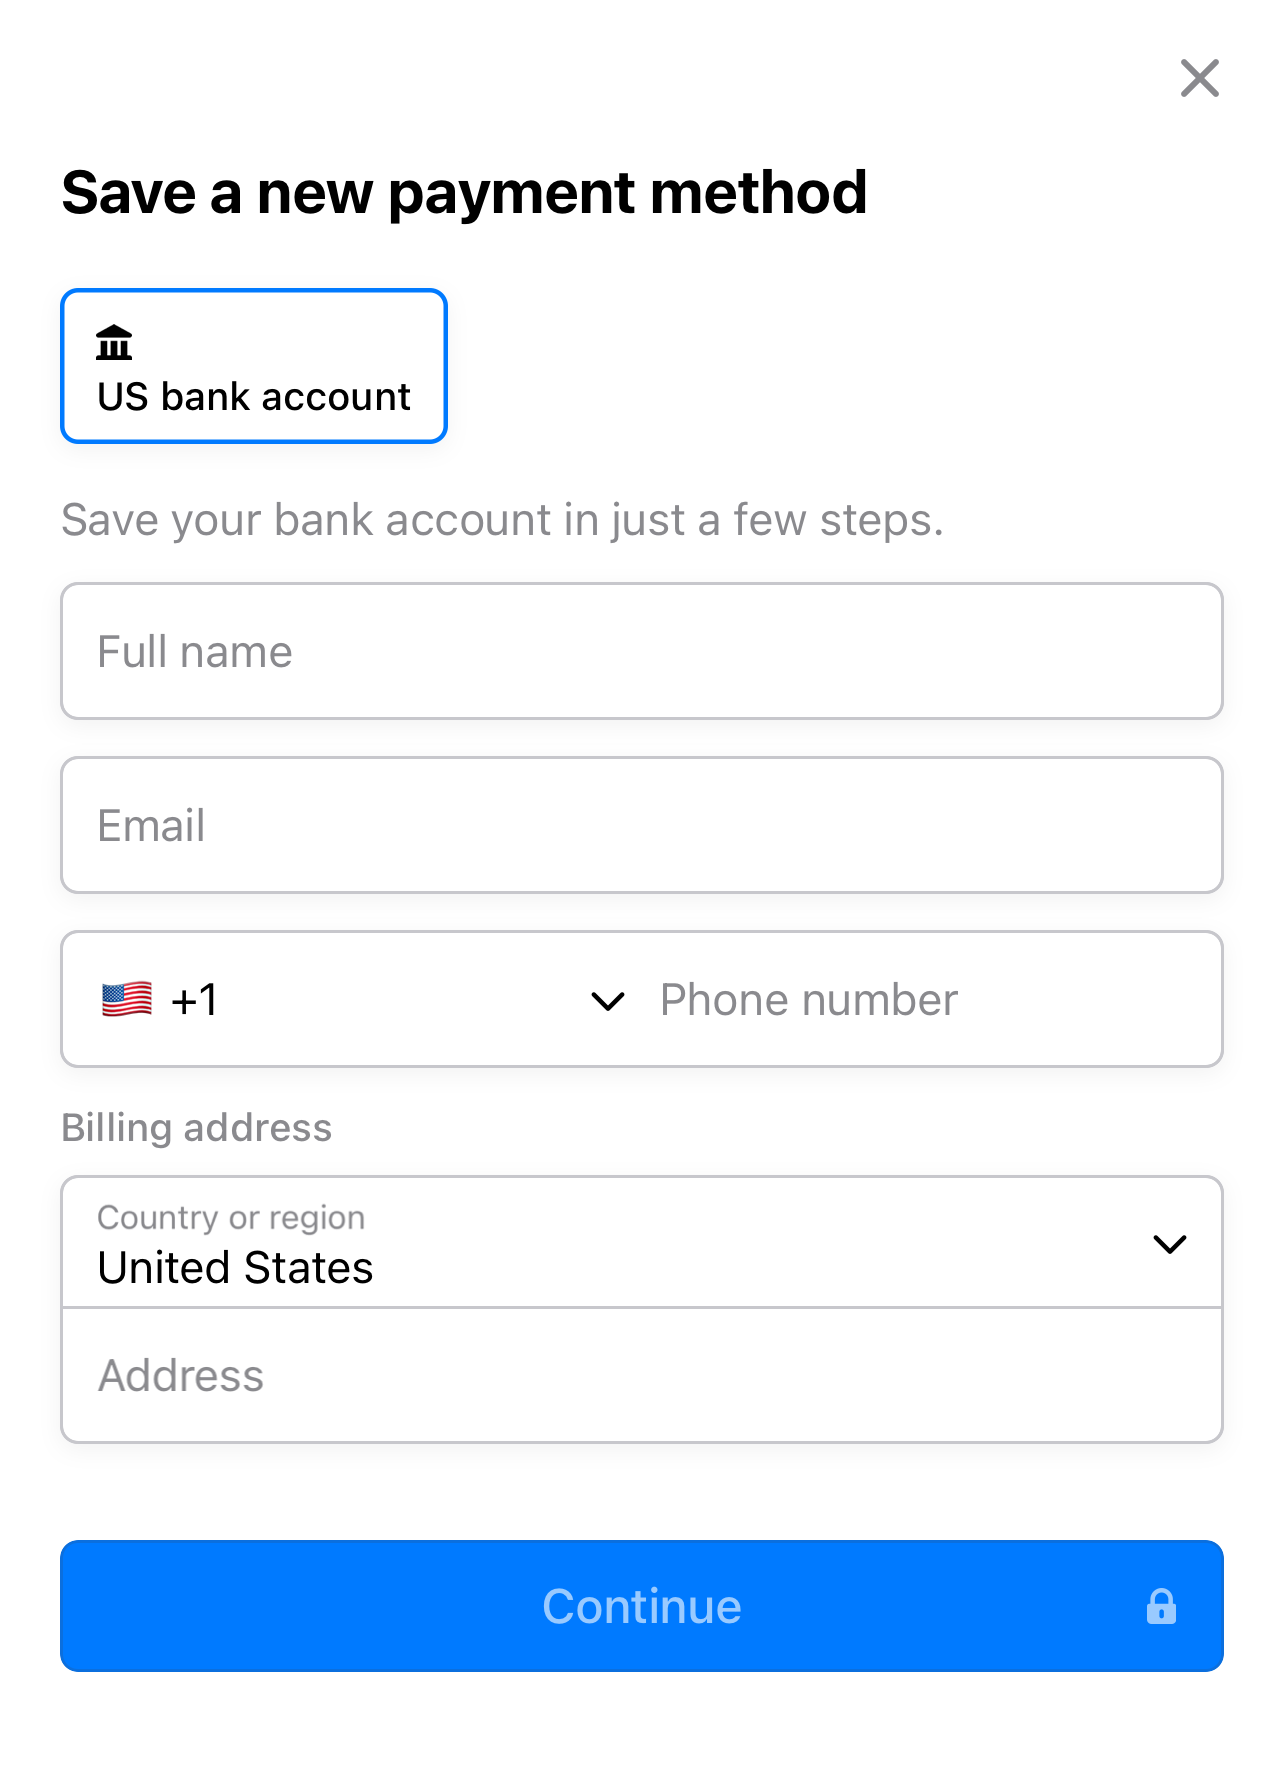 Save a new payment method
US bank account
Save your bank account in just a few steps.
Full name
Email
+1
Phone number
Billing address
Country or region
United States
Address
Continue